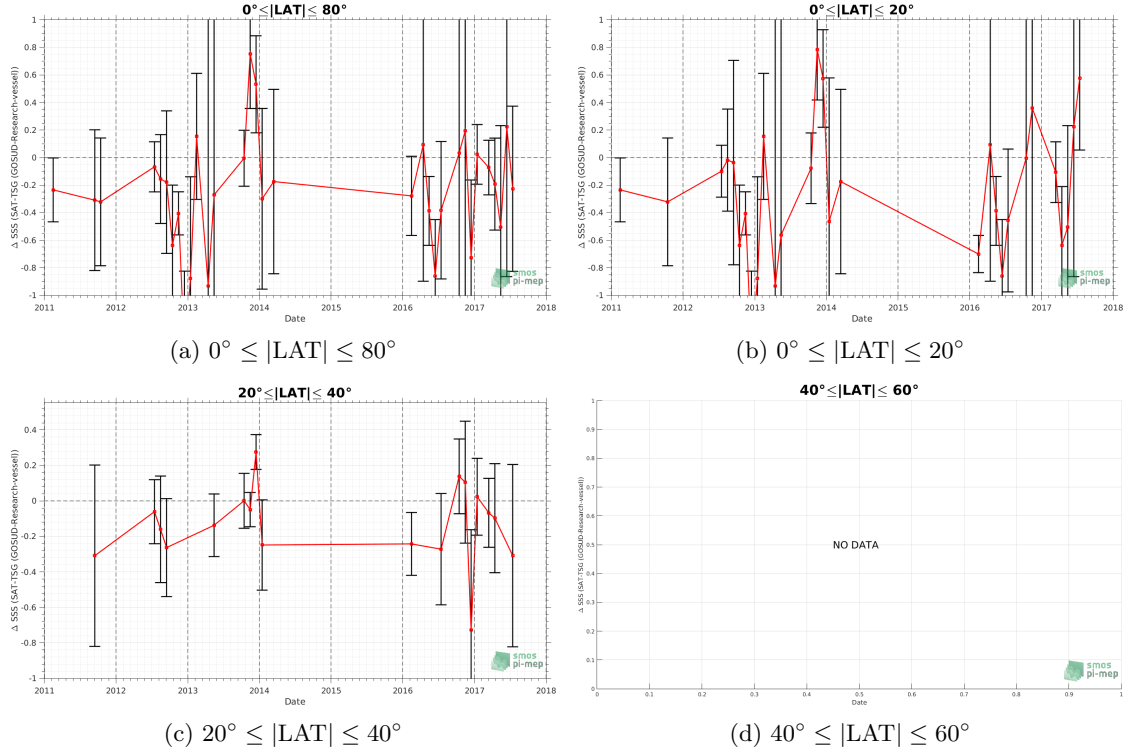 0°≤|LAT|≤ 80°
Δ SSS (SAT-TSG (GOSUD-Research-vessel))
1
0.8
0.6
0.4
0.2
0
-0.2
-0.4
-0.6
-0.8
-1
2011 2012 2013 2014 2015 2016 2017 2018
Date
smos
pi-mep
(a) 0° ≤ |LAT| ≤ 80°
0°≤|LAT|≤ 20°
Δ SSS (SAT-TSG (GOSUD-Research-vessel))
1
0.8
0.6
0.4
0.2
0
-0.2
-0.4
-0.6
-0.8
-1
2011 2012 2013 2014 2015 2016 2017 2018
Date
smos
pi-mep
(b) 0° ≤ |LAT| ≤ 20°
20°≤|LAT|≤ 40°
Δ SSS (SAT-TSG (GOSUD-Research-vessel))
0.4
0.2
0
-0.2
-0.4
-0.6
-0.8
-1
2011 2012 2013 2014 2015 2016 2017 2018
Date
smos
pi-mep
(c) 20° ≤ |LAT| ≤ 40°
40°≤|LAT|≤ 60°
Δ SSS (SAT-TSG (GOSUD-Research-vessel))
1
0.9
0.8
0.7
0.6
0.5
0.4
0.3
0.2
0.1
0
NO DATA
0 0.1 0.2 0.3 0.4 0.5 0.6 0.7 0.8 0.9 1
Date
smos
pi-mep
(d) 40° ≤ |LAT| ≤ 60°